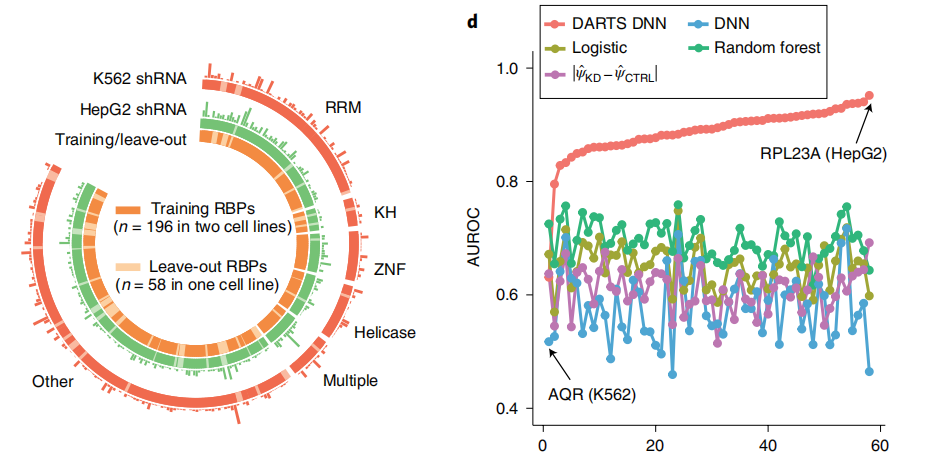 K562 shRNA
HepG2 shRNA
Training/leave-out
RRM
KH
ZNF
Helicase
Multiple
Other
Training RBPs
(n = 196 in two cell lines)
Leave-out RBPs
(n = 58 in one cell line)
d
DARTS DNN
DNN
Logistic
Random forest
|ψ̂KD – ψ̂CTRL|
AUROC
1.0
0.8
0.6
0.4
RPL23A (HepG2)
AQR (K562)
0
20
40
60